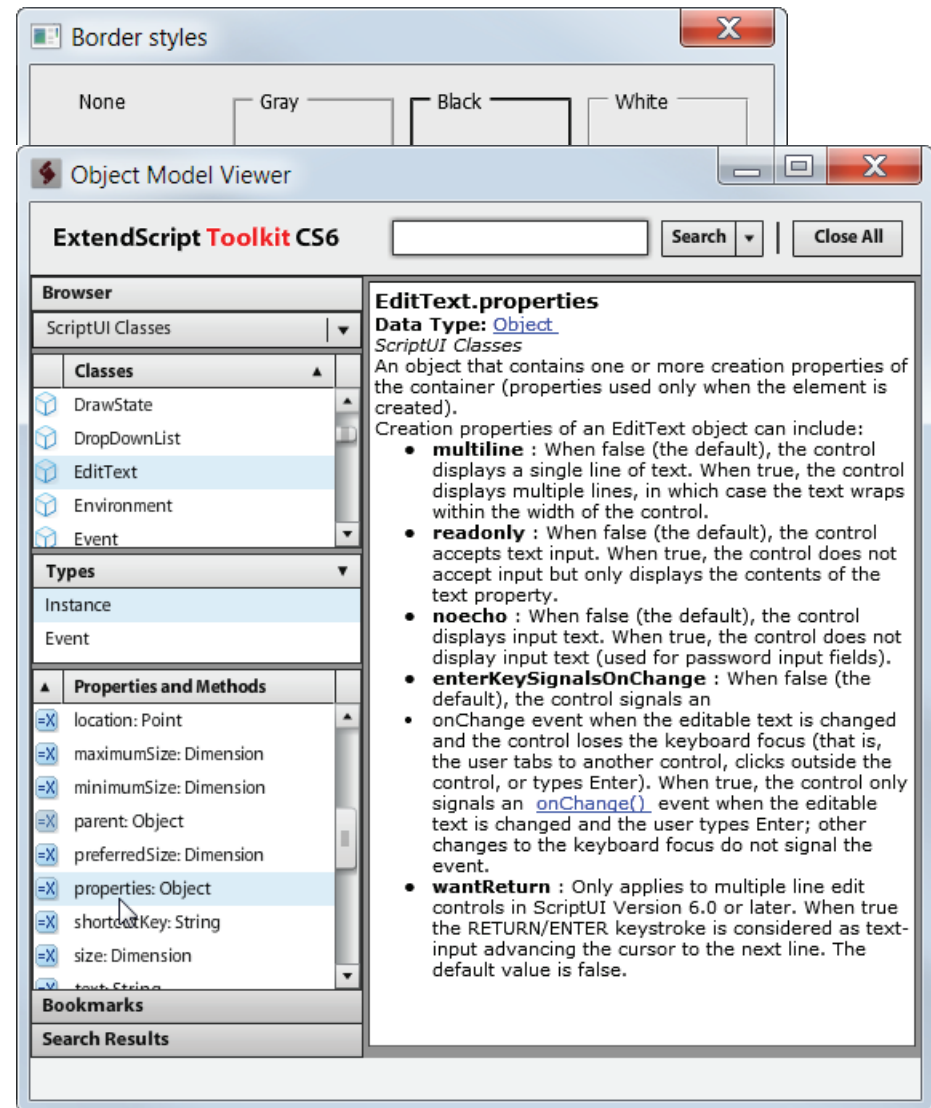 Border styles
None Gray Black White
Object Model Viewer
ExtendScript Toolkit CS6 Search Close All
Browser
ScriptUI Classes
Classes
DrawState
DropDownList
EditText
Environment
Event
Types
Instance
Event
Properties and Methods
location: Point
maximumSize: Dimension
minimumSize: Dimension
parent: Object
preferredSize: Dimension
properties: Object
shortcutKey: String
size: Dimension
text: String
Bookmarks
Search Results
EditText.properties
Data Type: Object
ScriptUI Classes
An object that contains one or more creation properties of
the container (properties used only when the element is
created).
Creation properties of an EditText object can include:
• multiline : When false (the default), the control
displays a single line of text. When true, the control
displays multiple lines, in which case the text wraps
within the width of the control.
• readonly : When false (the default), the control
accepts text input. When true, the control does not
accept input but only displays the contents of the
text property.
• noecho : When false (the default), the control
displays input text. When true, the control does not
display input text (used for password input fields).
• enterKeySignalsOnChange : When false (the
default), the control signals an
• onChange event when the editable text is changed
and the control loses the keyboard focus (that is,
the user tabs to another control, clicks outside the
control, or types Enter). When true, the control only
signals an onChange() event when the editable
text is changed and the user types Enter; other
changes to the keyboard focus do not signal the
event.
• wantReturn : Only applies to multiple line edit
controls in ScriptUI Version 6.0 or later. When true
the RETURN/ENTER keystroke is considered as text-
input advancing the cursor to the next line. The
default value is false.